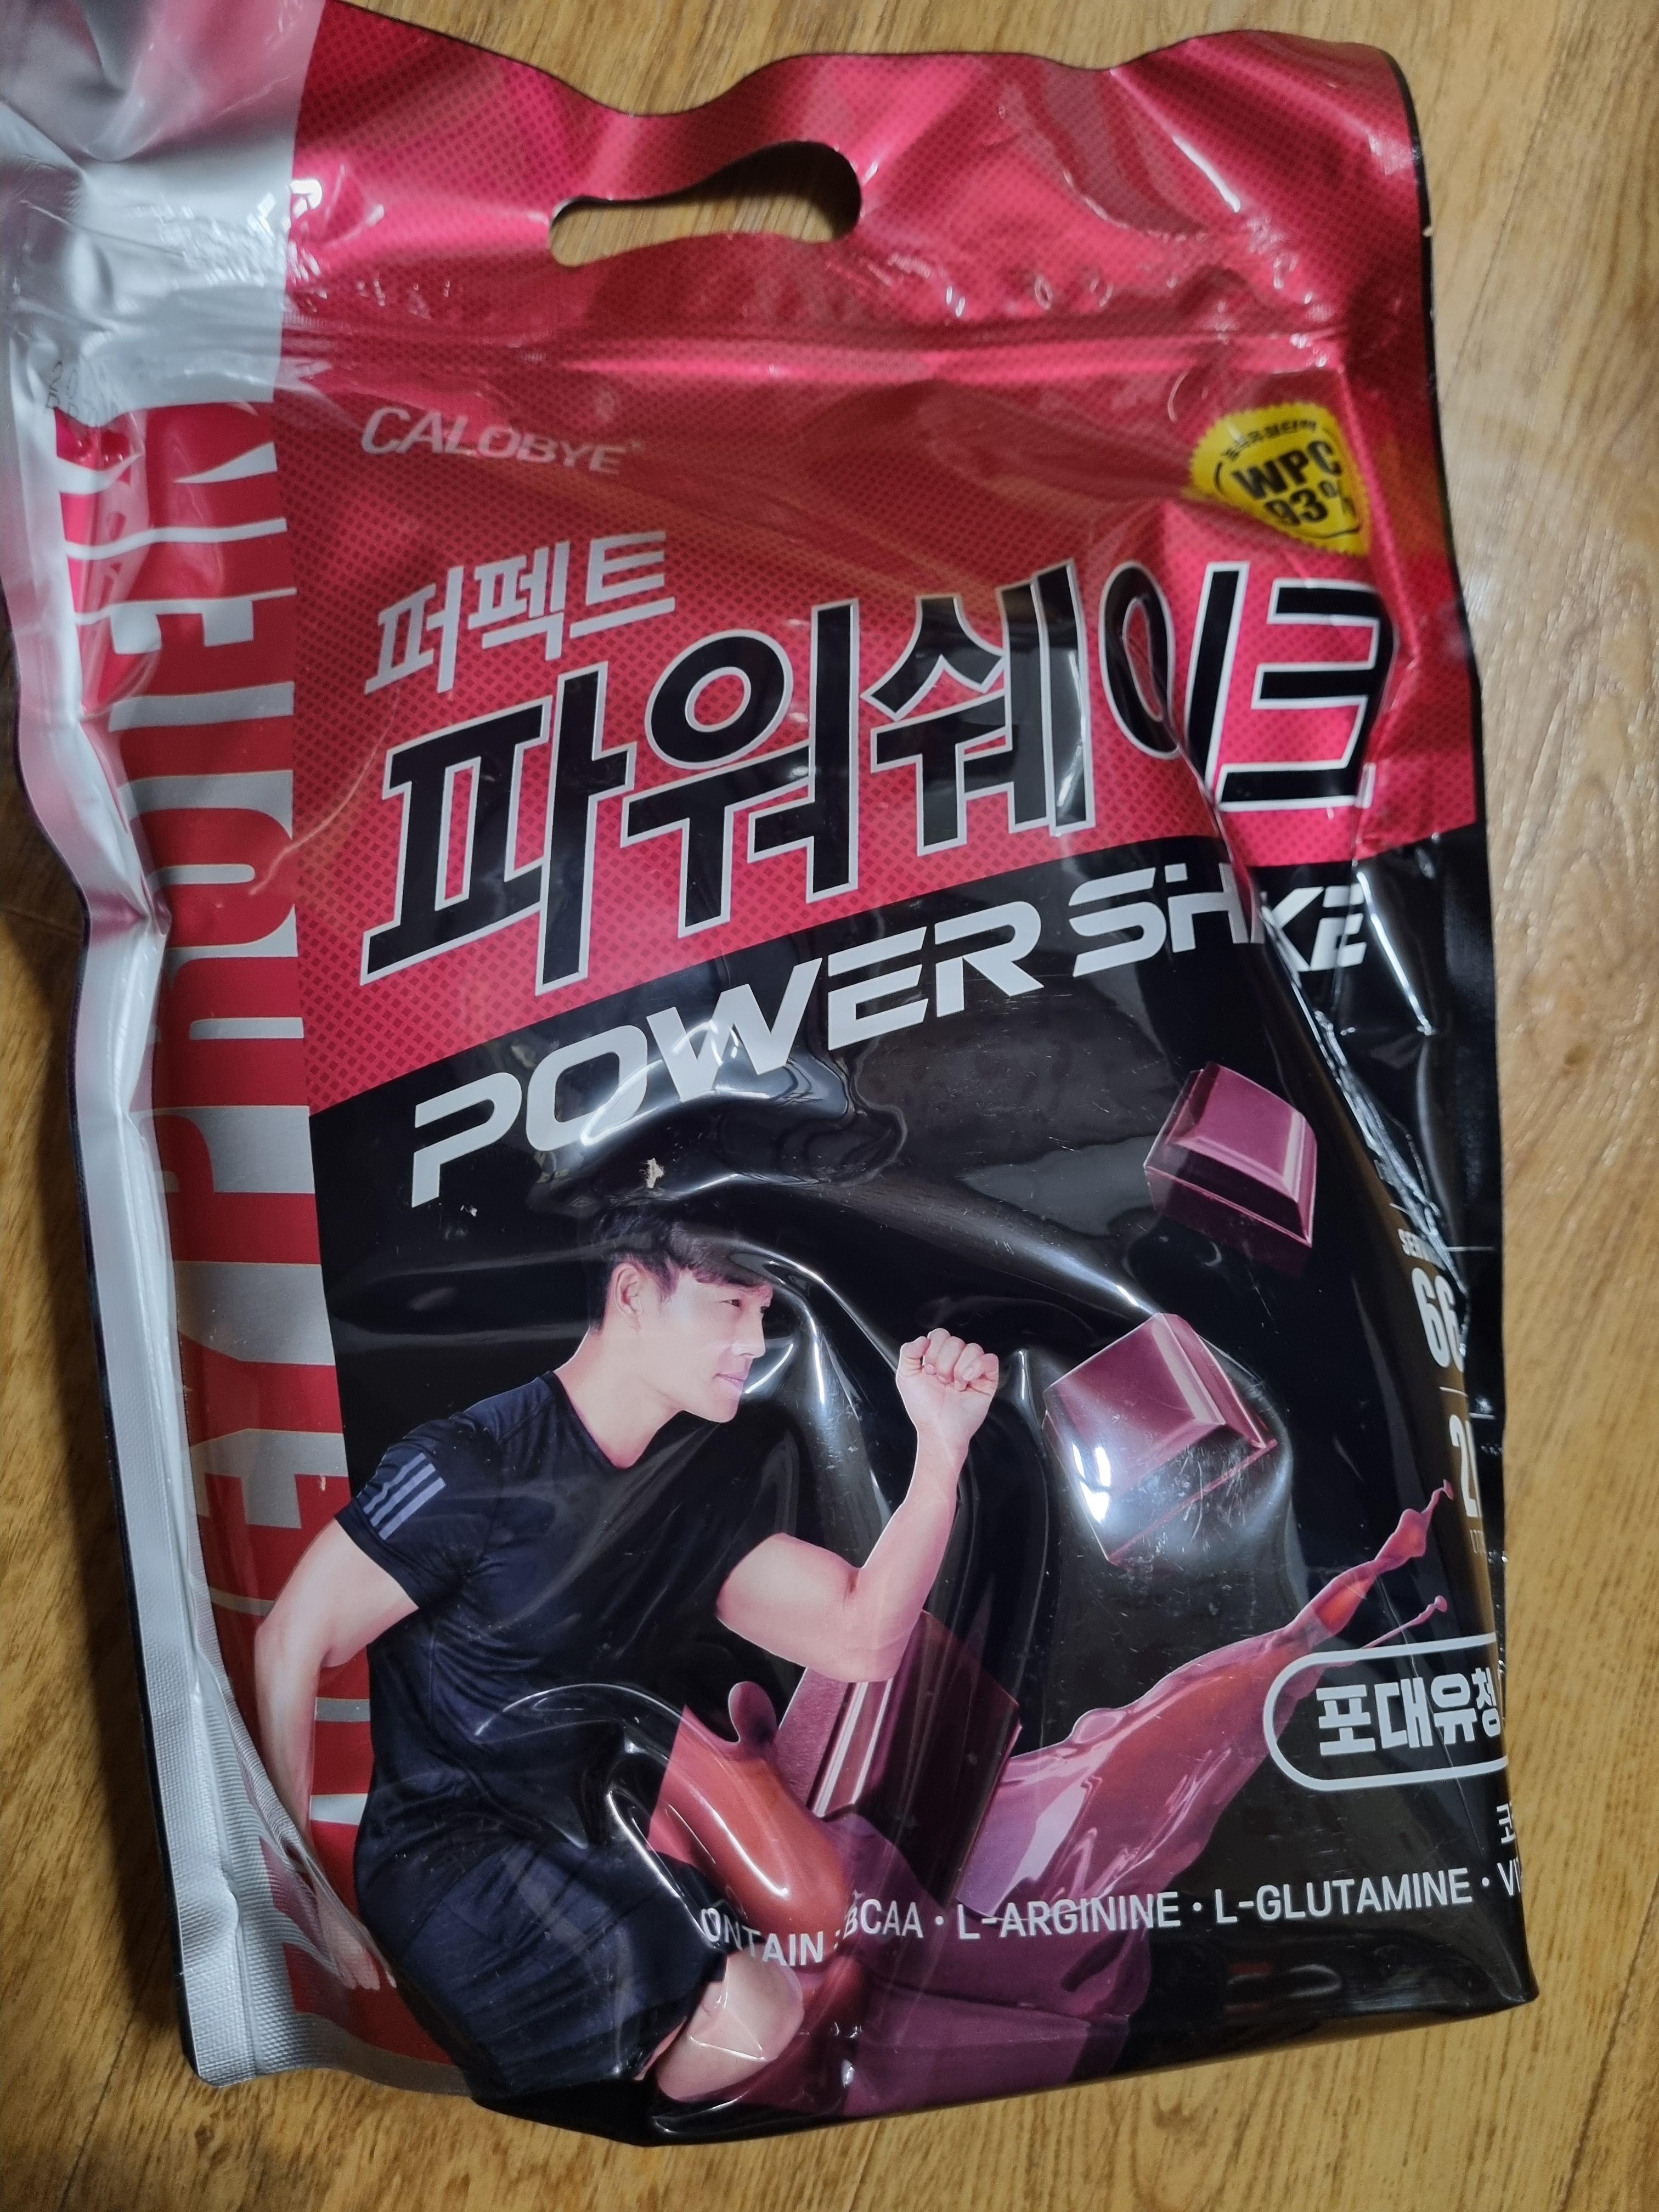 CALOBYE
WPC
93%
퍼펙트
파워쉐이크
POWER SHAKE
66
포대유청
BCAA · L-ARGININE · L-GLUTAMINE